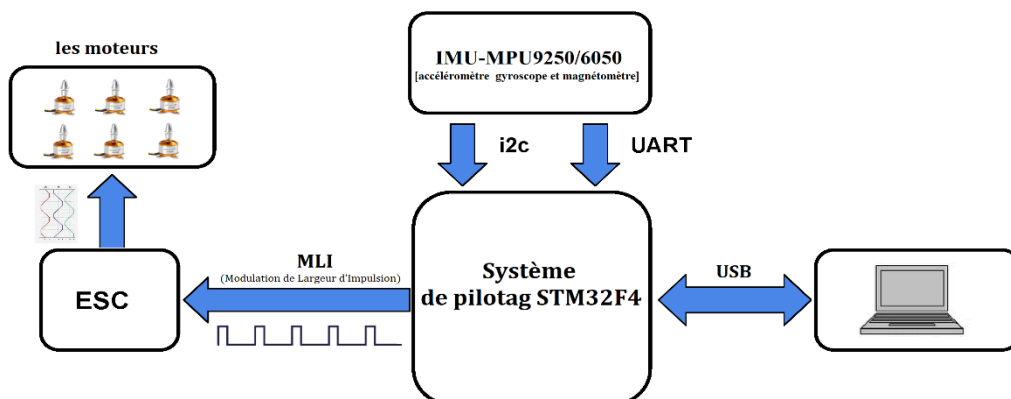 les moteurs
IMU-MPU9250/6050
[accéléromètre gyroscope et magnétomètre]
i2c
UART
MLI
(Modulation de Largeur d'Impulsion)
ESC
Système
de pilotag STM32F4
USB